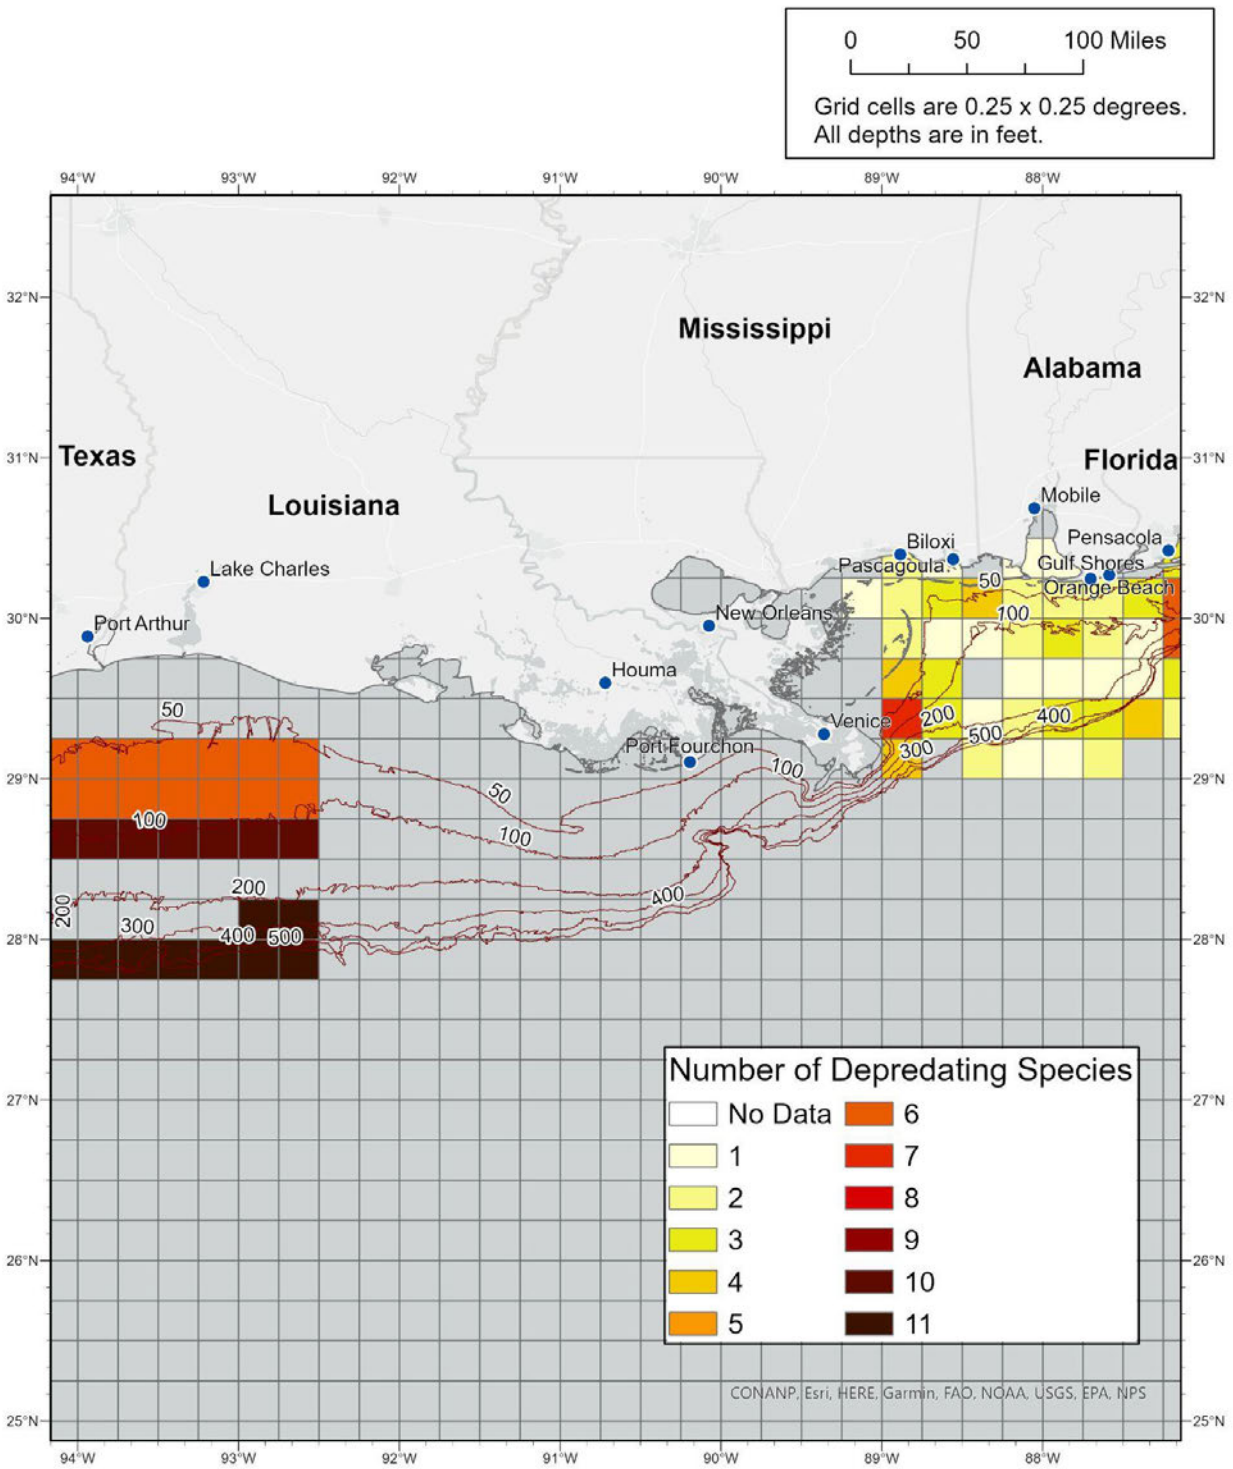 0 50 100 Miles
Grid cells are 0.25 x 0.25 degrees.
All depths are in feet.
94°W 93°W 92°W 91°W 90°W 89°W 88°W
32°N 32°N
Mississippi
Alabama
Texas
31°N 31°N
Florida
Louisiana
Mobile
Pensacola
Biloxi
Pascagoula
Gulf Shores
Lake Charles
50
Orange Beach
New Orleans
100
30°N 30°N
Port Arthur
Houma
50
Venice
200
400
500
Port Fourchon
300
100
29°N 29°N
50
100
100
200
400
200
300
400
500
28°N 28°N
Number of Depredating Species
27°N 27°N
No Data 6
1 7
2 8
3 9
26°N 26°N
4 10
5 11
CONANP, Esri, HERE, Garmin, FAO, NOAA, USGS, EPA, NPS
25°N 25°N
94°W 93°W 92°W 91°W 90°W 89°W 88°W